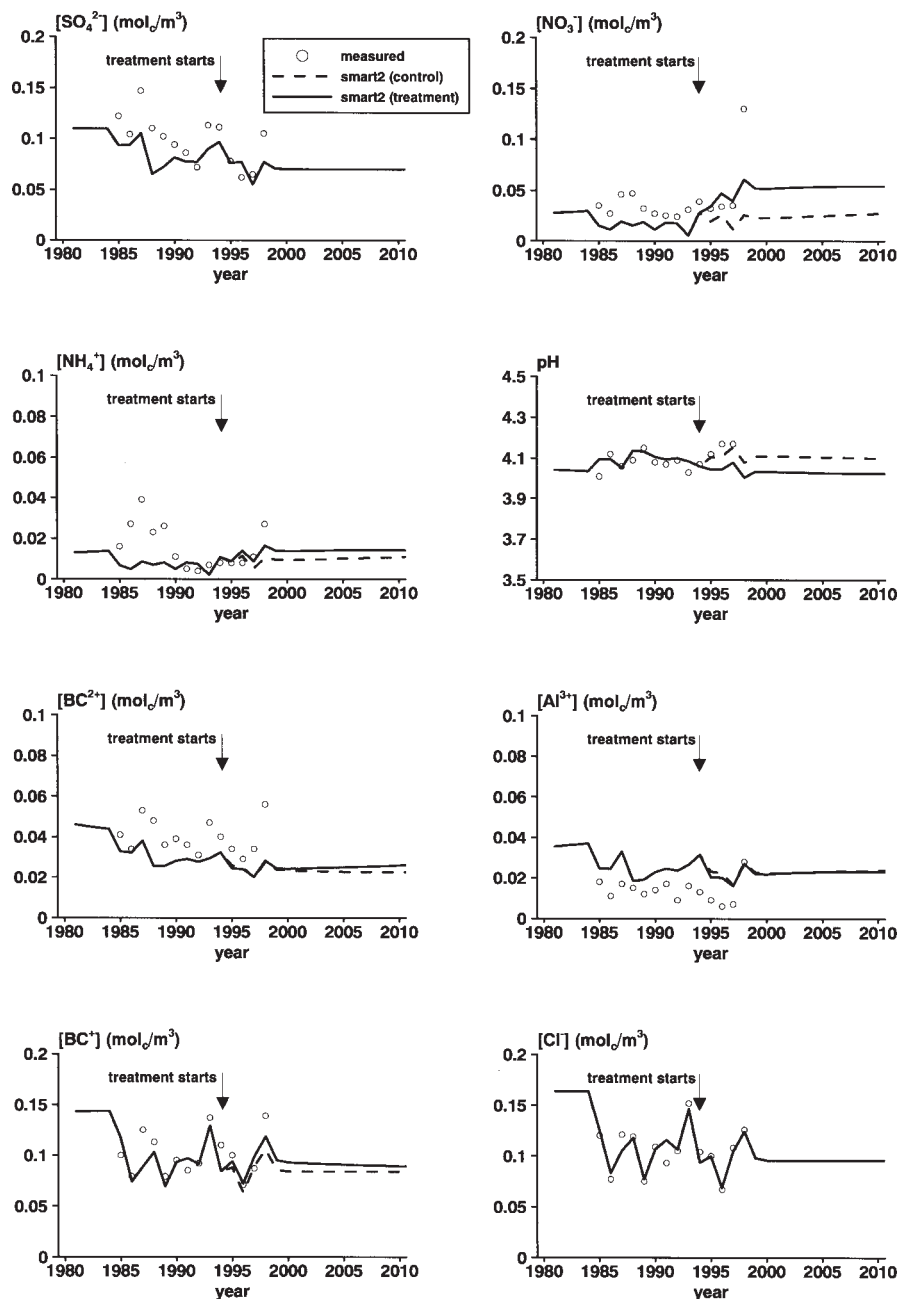 [SO₄²⁻] (mol_c/m³)
0.2
0.15
0.1
0.05
0
1980 1985 1990 1995 2000 2005 2010
year
treatment starts
measured
smart2 (control)
smart2 (treatment)
[NO₃⁻] (mol_c/m³)
0.2
0.15
0.1
0.05
0
1980 1985 1990 1995 2000 2005 2010
year
treatment starts
[NH₄⁺] (mol_c/m³)
0.1
0.08
0.06
0.04
0.02
0
1980 1985 1990 1995 2000 2005 2010
year
treatment starts
pH
4.5
4.3
4.1
3.9
3.7
3.5
1980 1985 1990 1995 2000 2005 2010
year
treatment starts
[BC²⁺] (mol_c/m³)
0.1
0.08
0.06
0.04
0.02
0
1980 1985 1990 1995 2000 2005 2010
year
treatment starts
[Al³⁺] (mol_c/m³)
0.1
0.08
0.06
0.04
0.02
0
1980 1985 1990 1995 2000 2005 2010
year
treatment starts
[BC⁺] (mol_c/m³)
0.2
0.15
0.1
0.05
0
1980 1985 1990 1995 2000 2005 2010
year
treatment starts
[Cl⁻] (mol_c/m³)
0.2
0.15
0.1
0.05
0
1980 1985 1990 1995 2000 2005 2010
year
treatment starts